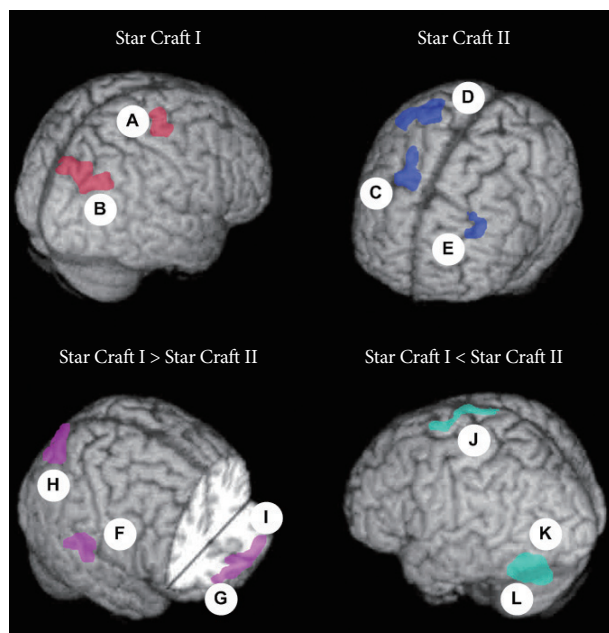 Star Craft I
Star Craft II
A
B
D
C
E
Star Craft I > Star Craft II
Star Craft I < Star Craft II
H
F
I
G
J
K
L